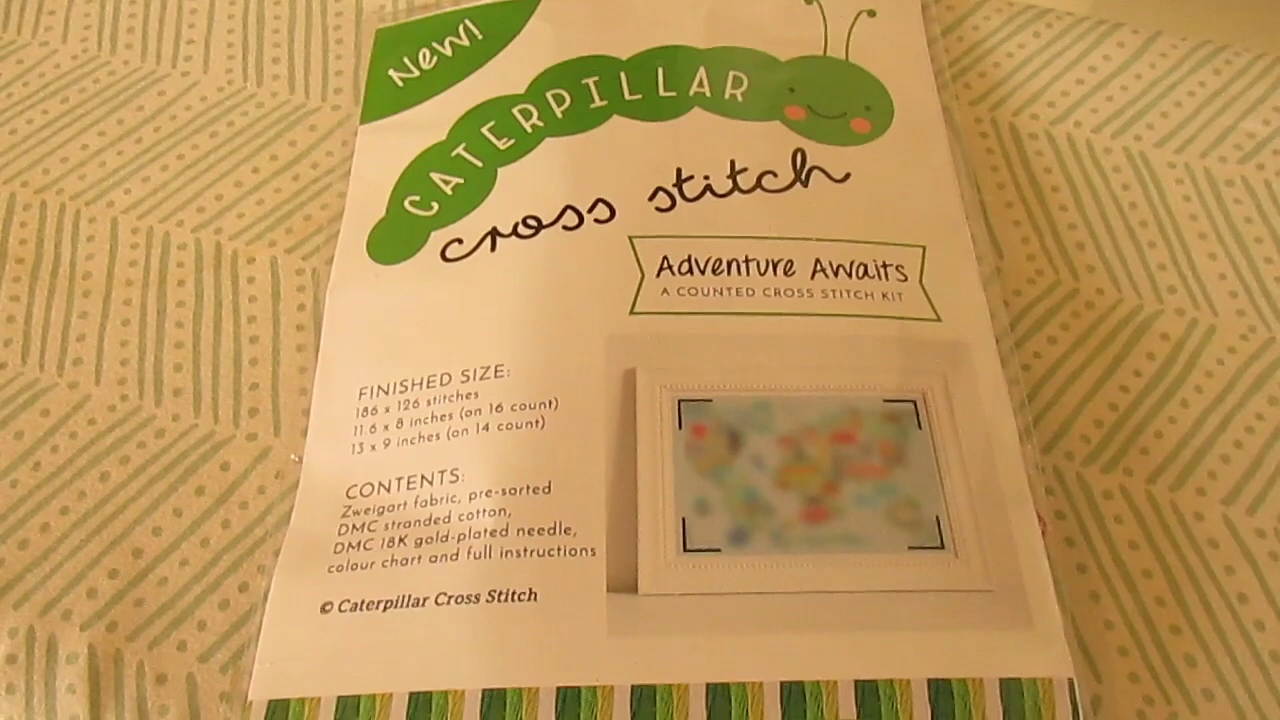 New!
CATERPILLAR
cross stitch
Adventure Awaits
A COUNTED CROSS STITCH KIT
FINISHED SIZE:
186 x 126 stitches
11.6 x 8 inches (on 16 count)
13 x 9 inches (on 14 count)
CONTENTS:
Zweigart fabric, pre-sorted
DMC stranded cotton,
DMC 18K gold-plated needle,
colour chart and full instructions
© Caterpillar Cross Stitch